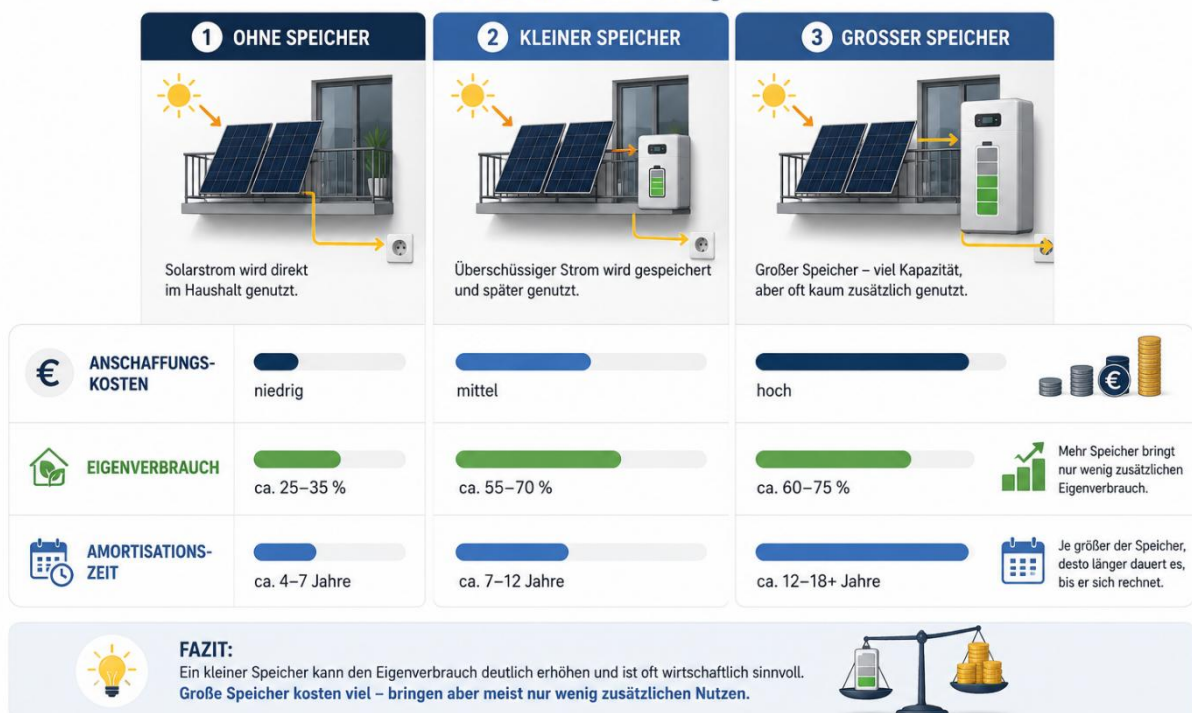 1 OHNE SPEICHER
2 KLEINER SPEICHER
3 GROSSER SPEICHER
Solarstrom wird direkt
im Haushalt genutzt.
Überschüssiger Strom wird gespeichert
und später genutzt.
Großer Speicher – viel Kapazität,
aber oft kaum zusätzlich genutzt.
€
ANSCHAFFUNGS-
KOSTEN
niedrig
mittel
hoch
€
EIGENVERBRAUCH
ca. 25–35 %
ca. 55–70 %
ca. 60–75 %
Mehr Speicher bringt
nur wenig zusätzlichen
Eigenverbrauch.
AMORTISATIONS-
ZEIT
ca. 4–7 Jahre
ca. 7–12 Jahre
ca. 12–18+ Jahre
Je größer der Speicher,
desto länger dauert es,
bis er sich rechnet.
FAZIT:
Ein kleiner Speicher kann den Eigenverbrauch deutlich erhöhen und ist oft wirtschaftlich sinnvoll.
Große Speicher kosten viel – bringen aber meist nur wenig zusätzlichen Nutzen.